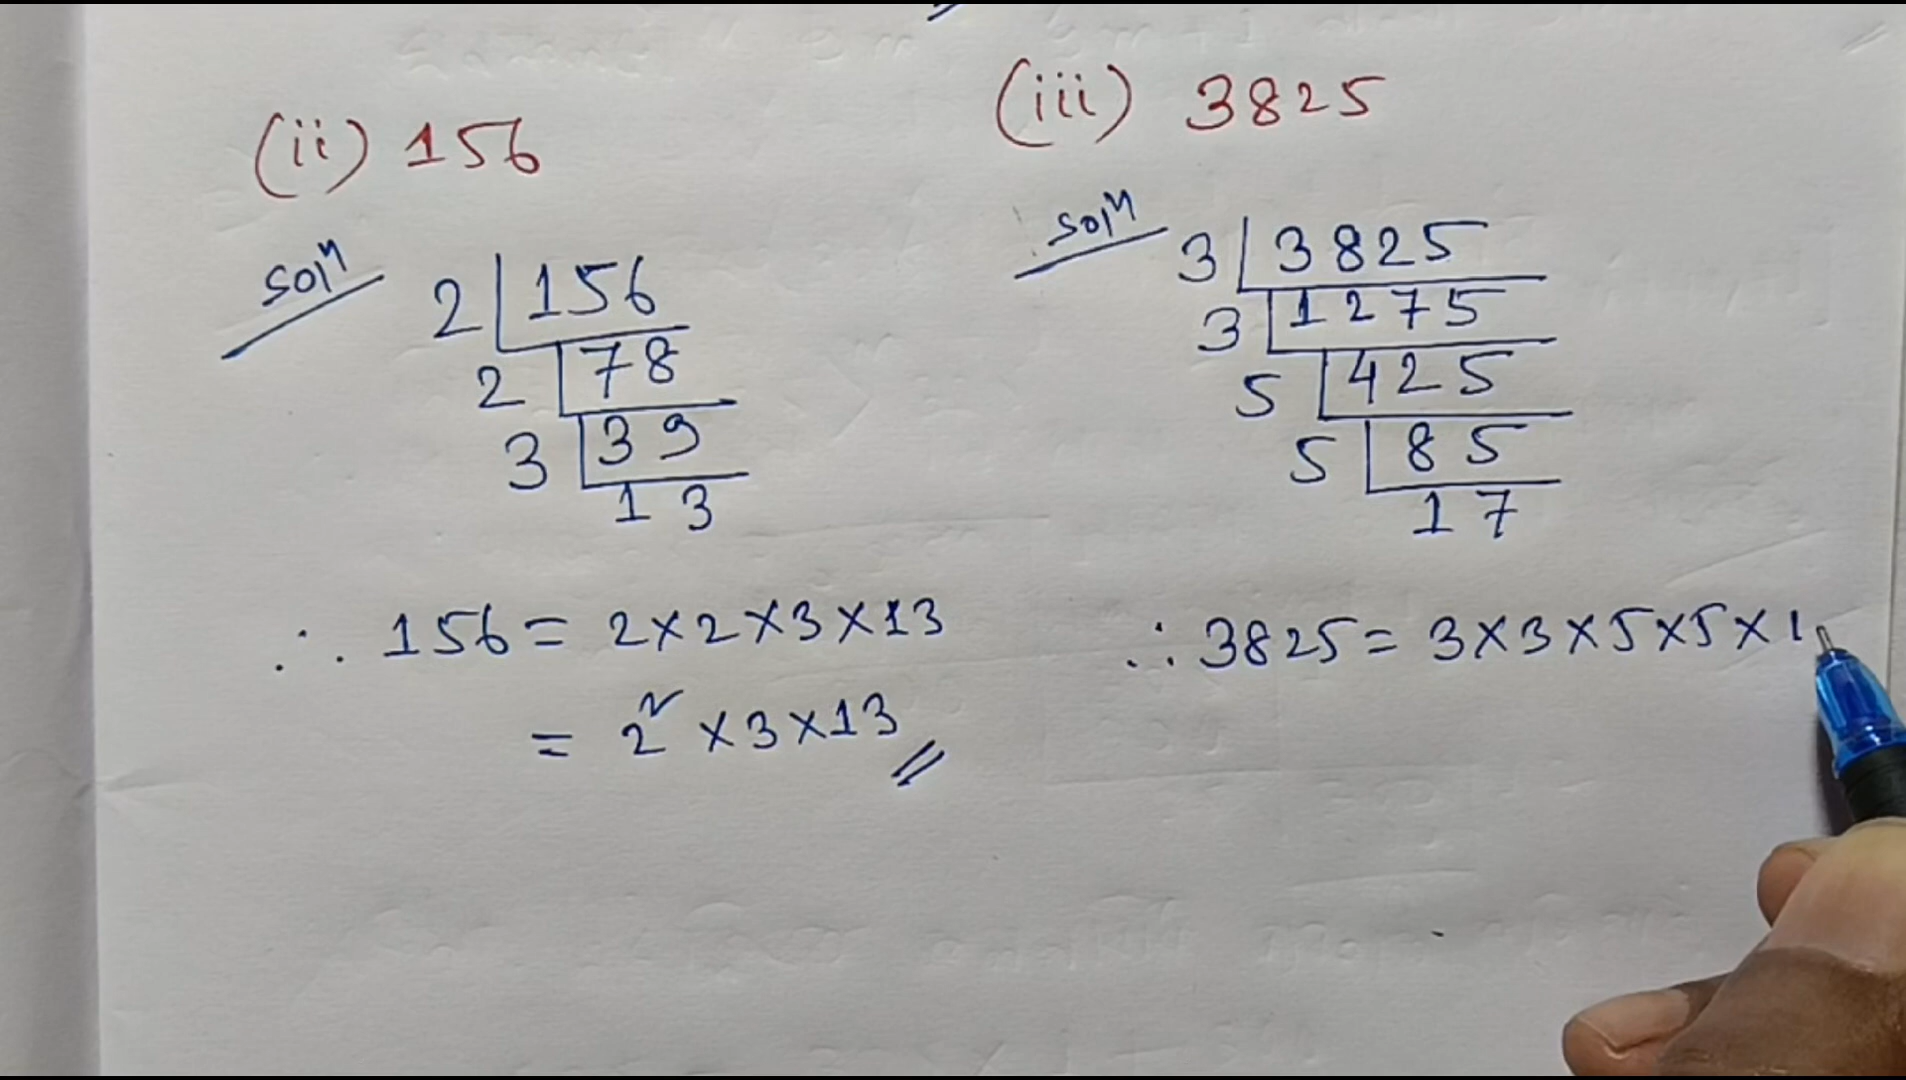 (ii) 156
Soln
2 156
2 78
3 39
13
∴ 156 = 2×2×3×13
= 2² ×3×13
(iii) 3825
Soln
3 3825
3 1275
5 425
5 85
17
∴ 3825 = 3×3×5×5×1